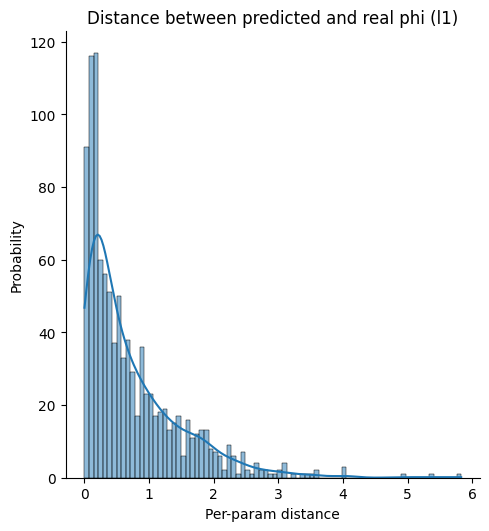 Distance between predicted and real phi (l1)
120
100
80
60
40
20
0
Probability
0 1 2 3 4 5 6
Per-param distance